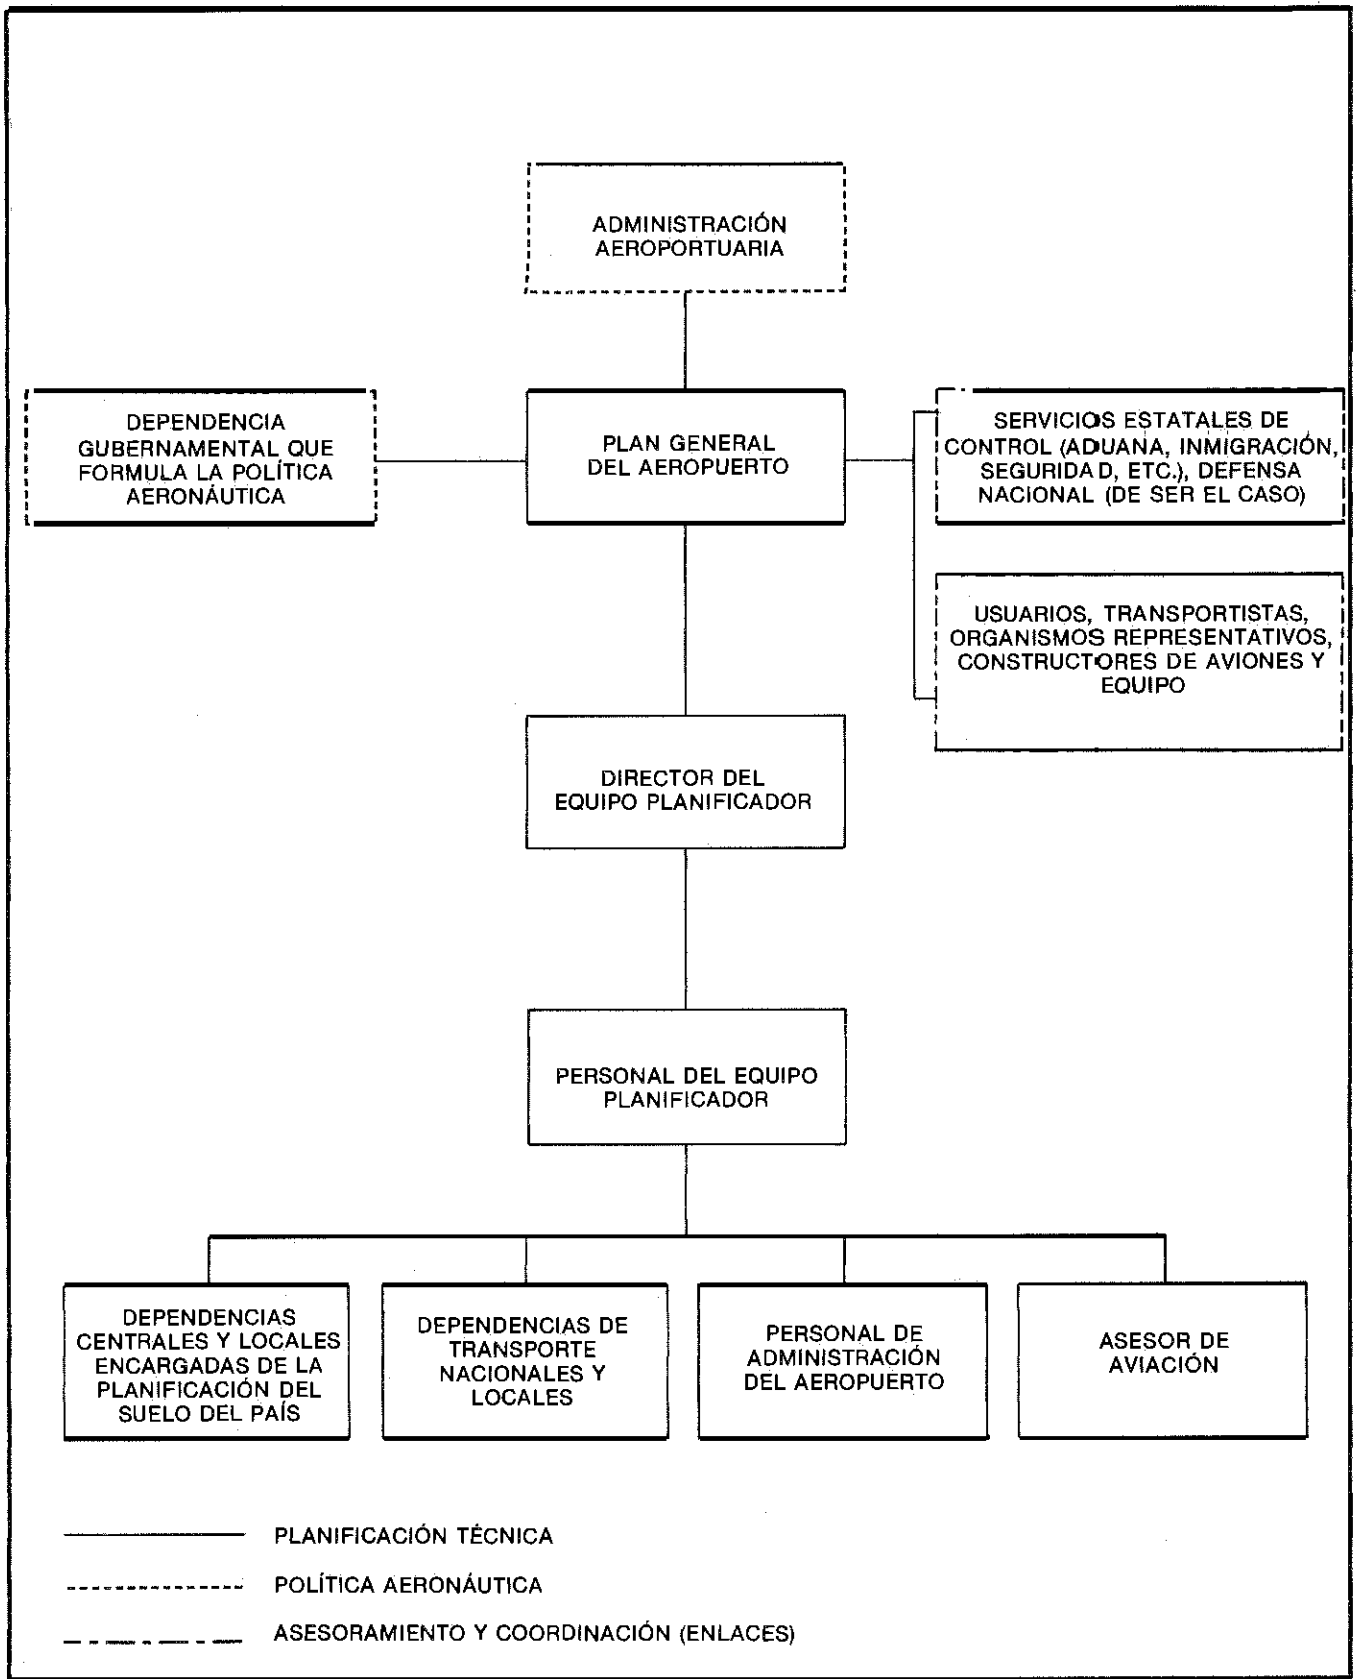 ADMINISTRACIÓN
AEROPORTUARIA
DEPENDENCIA
GUBERNAMENTAL QUE
FORMULA LA POLÍTICA
AERONÁUTICA
PLAN GENERAL
DEL AEROPUERTO
SERVICIOS ESTATALES DE
CONTROL (ADUANA, INMIGRACIÓN,
SEGURIDAD, ETC.), DEFENSA
NACIONAL (DE SER EL CASO)
USUARIOS, TRANSPORTISTAS,
ORGANISMOS REPRESENTATIVOS,
CONSTRUCTORES DE AVIONES Y
EQUIPO
DIRECTOR DEL
EQUIPO PLANIFICADOR
PERSONAL DEL EQUIPO
PLANIFICADOR
DEPENDENCIAS
CENTRALES Y LOCALES
ENCARGADAS DE LA
PLANIFICACIÓN DEL
SUELO DEL PAÍS
DEPENDENCIAS DE
TRANSPORTE
NACIONALES Y
LOCALES
PERSONAL DE
ADMINISTRACIÓN
DEL AEROPUERTO
ASESOR DE
AVIACIÓN
PLANIFICACIÓN TÉCNICA
POLÍTICA AERONÁUTICA
ASESORAMIENTO Y COORDINACIÓN (ENLACES)